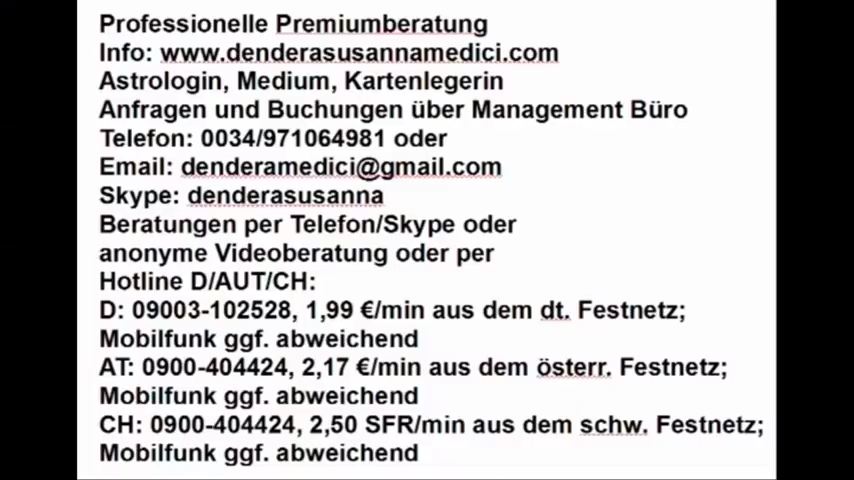 Professionelle Premiumberatung
Info: www.denderasusannamedici.com
Astrologin, Medium, Kartenlegerin
Anfragen und Buchungen über Management Büro
Telefon: 0034/971064981 oder
Email: denderamedici@gmail.com
Skype: denderasusanna
Beratungen per Telefon/Skype oder
anonyme Videoberatung oder per
Hotline D/AUT/CH:
D: 09003-102528, 1,99 €/min aus dem dt. Festnetz;
Mobilfunk ggf. abweichend
AT: 0900-404424, 2,17 €/min aus dem österr. Festnetz;
Mobilfunk ggf. abweichend
CH: 0900-404424, 2,50 SFR/min aus dem schw. Festnetz;
Mobilfunk ggf. abweichend